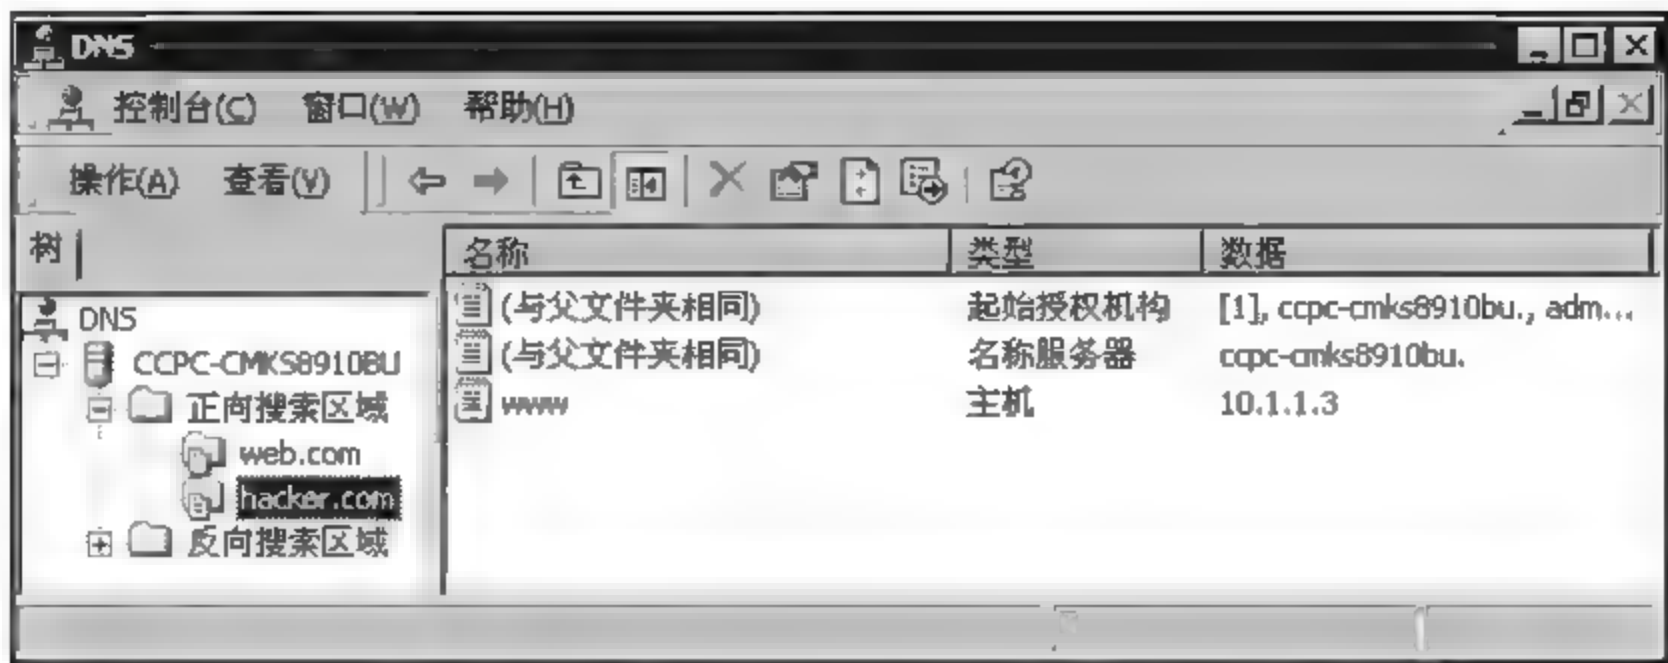 DNS
控制台(C) 窗口(W) 帮助(H)
操作(A) 查看(V)
树
名称 类型 数据
DNS
CCPC-CMKS8910BU
正向搜索区域
web.com
hacker.com
反向搜索区域
(与父文件夹相同) 起始授权机构 [1], ccpc-cmks8910bu., adm...
(与父文件夹相同) 名称服务器 ccpc-cmks8910bu.
www 主机 10.1.1.3